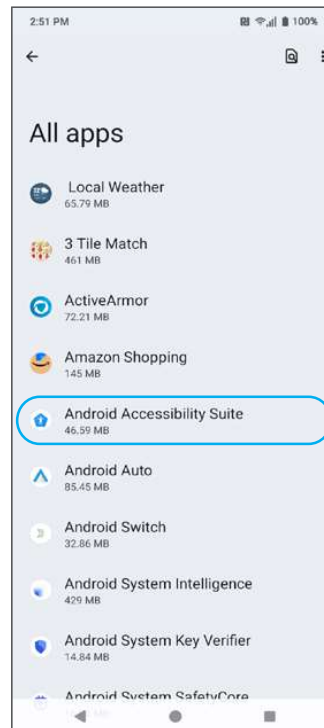 2:51 PM
100%
All apps
Local Weather
65.79 MB
3 Tile Match
461 MB
ActiveArmor
72.21 MB
Amazon Shopping
145 MB
Android Accessibility Suite
46.59 MB
Android Auto
85.45 MB
Android Switch
32.86 MB
Android System Intelligence
429 MB
Android System Key Verifier
14.84 MB
Android System SafetyCore